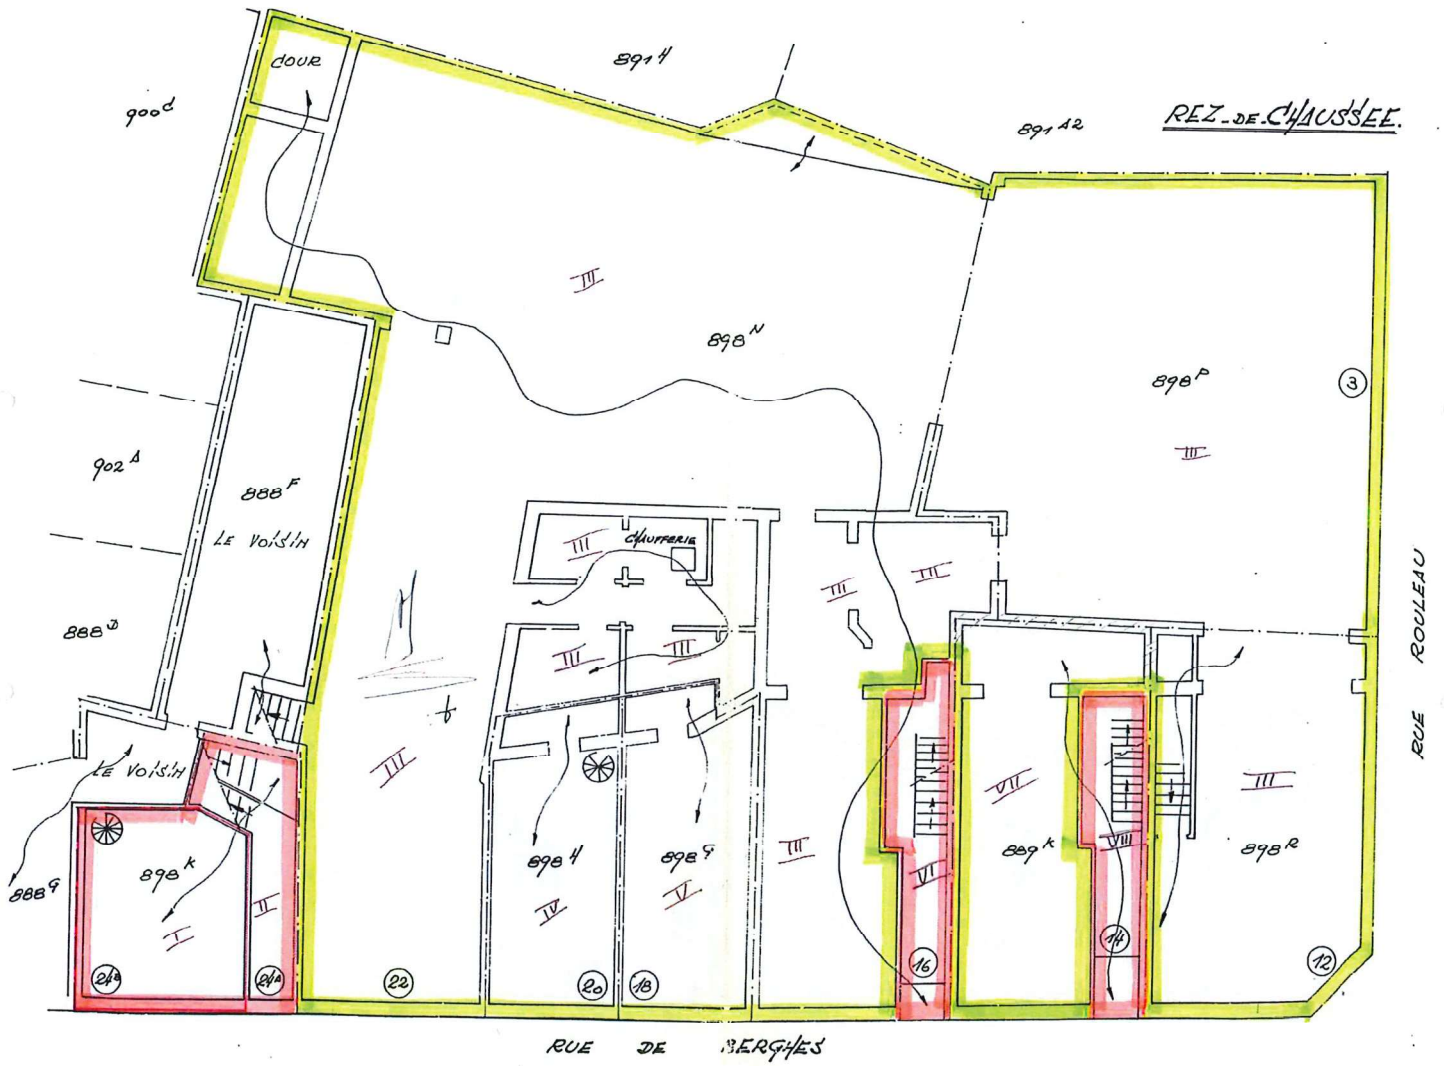 REZ-DE-CHAUSSEE.
COUR
891 H
900 C
891 A2
III
898 N
898 P
3
III
902 A
888 F
LE VOISIN
III
CHAUFFERIE
III
III
888 D
III
III
RUE ROULEAU
LE VOISIN
III
VII
III
888 G
898 K
898 H
898 G
III
889 K
VIII
898 R
VI
I
II
IV
V
24B
24A
22
20
18
16
14
12
RUE DE BERGHES